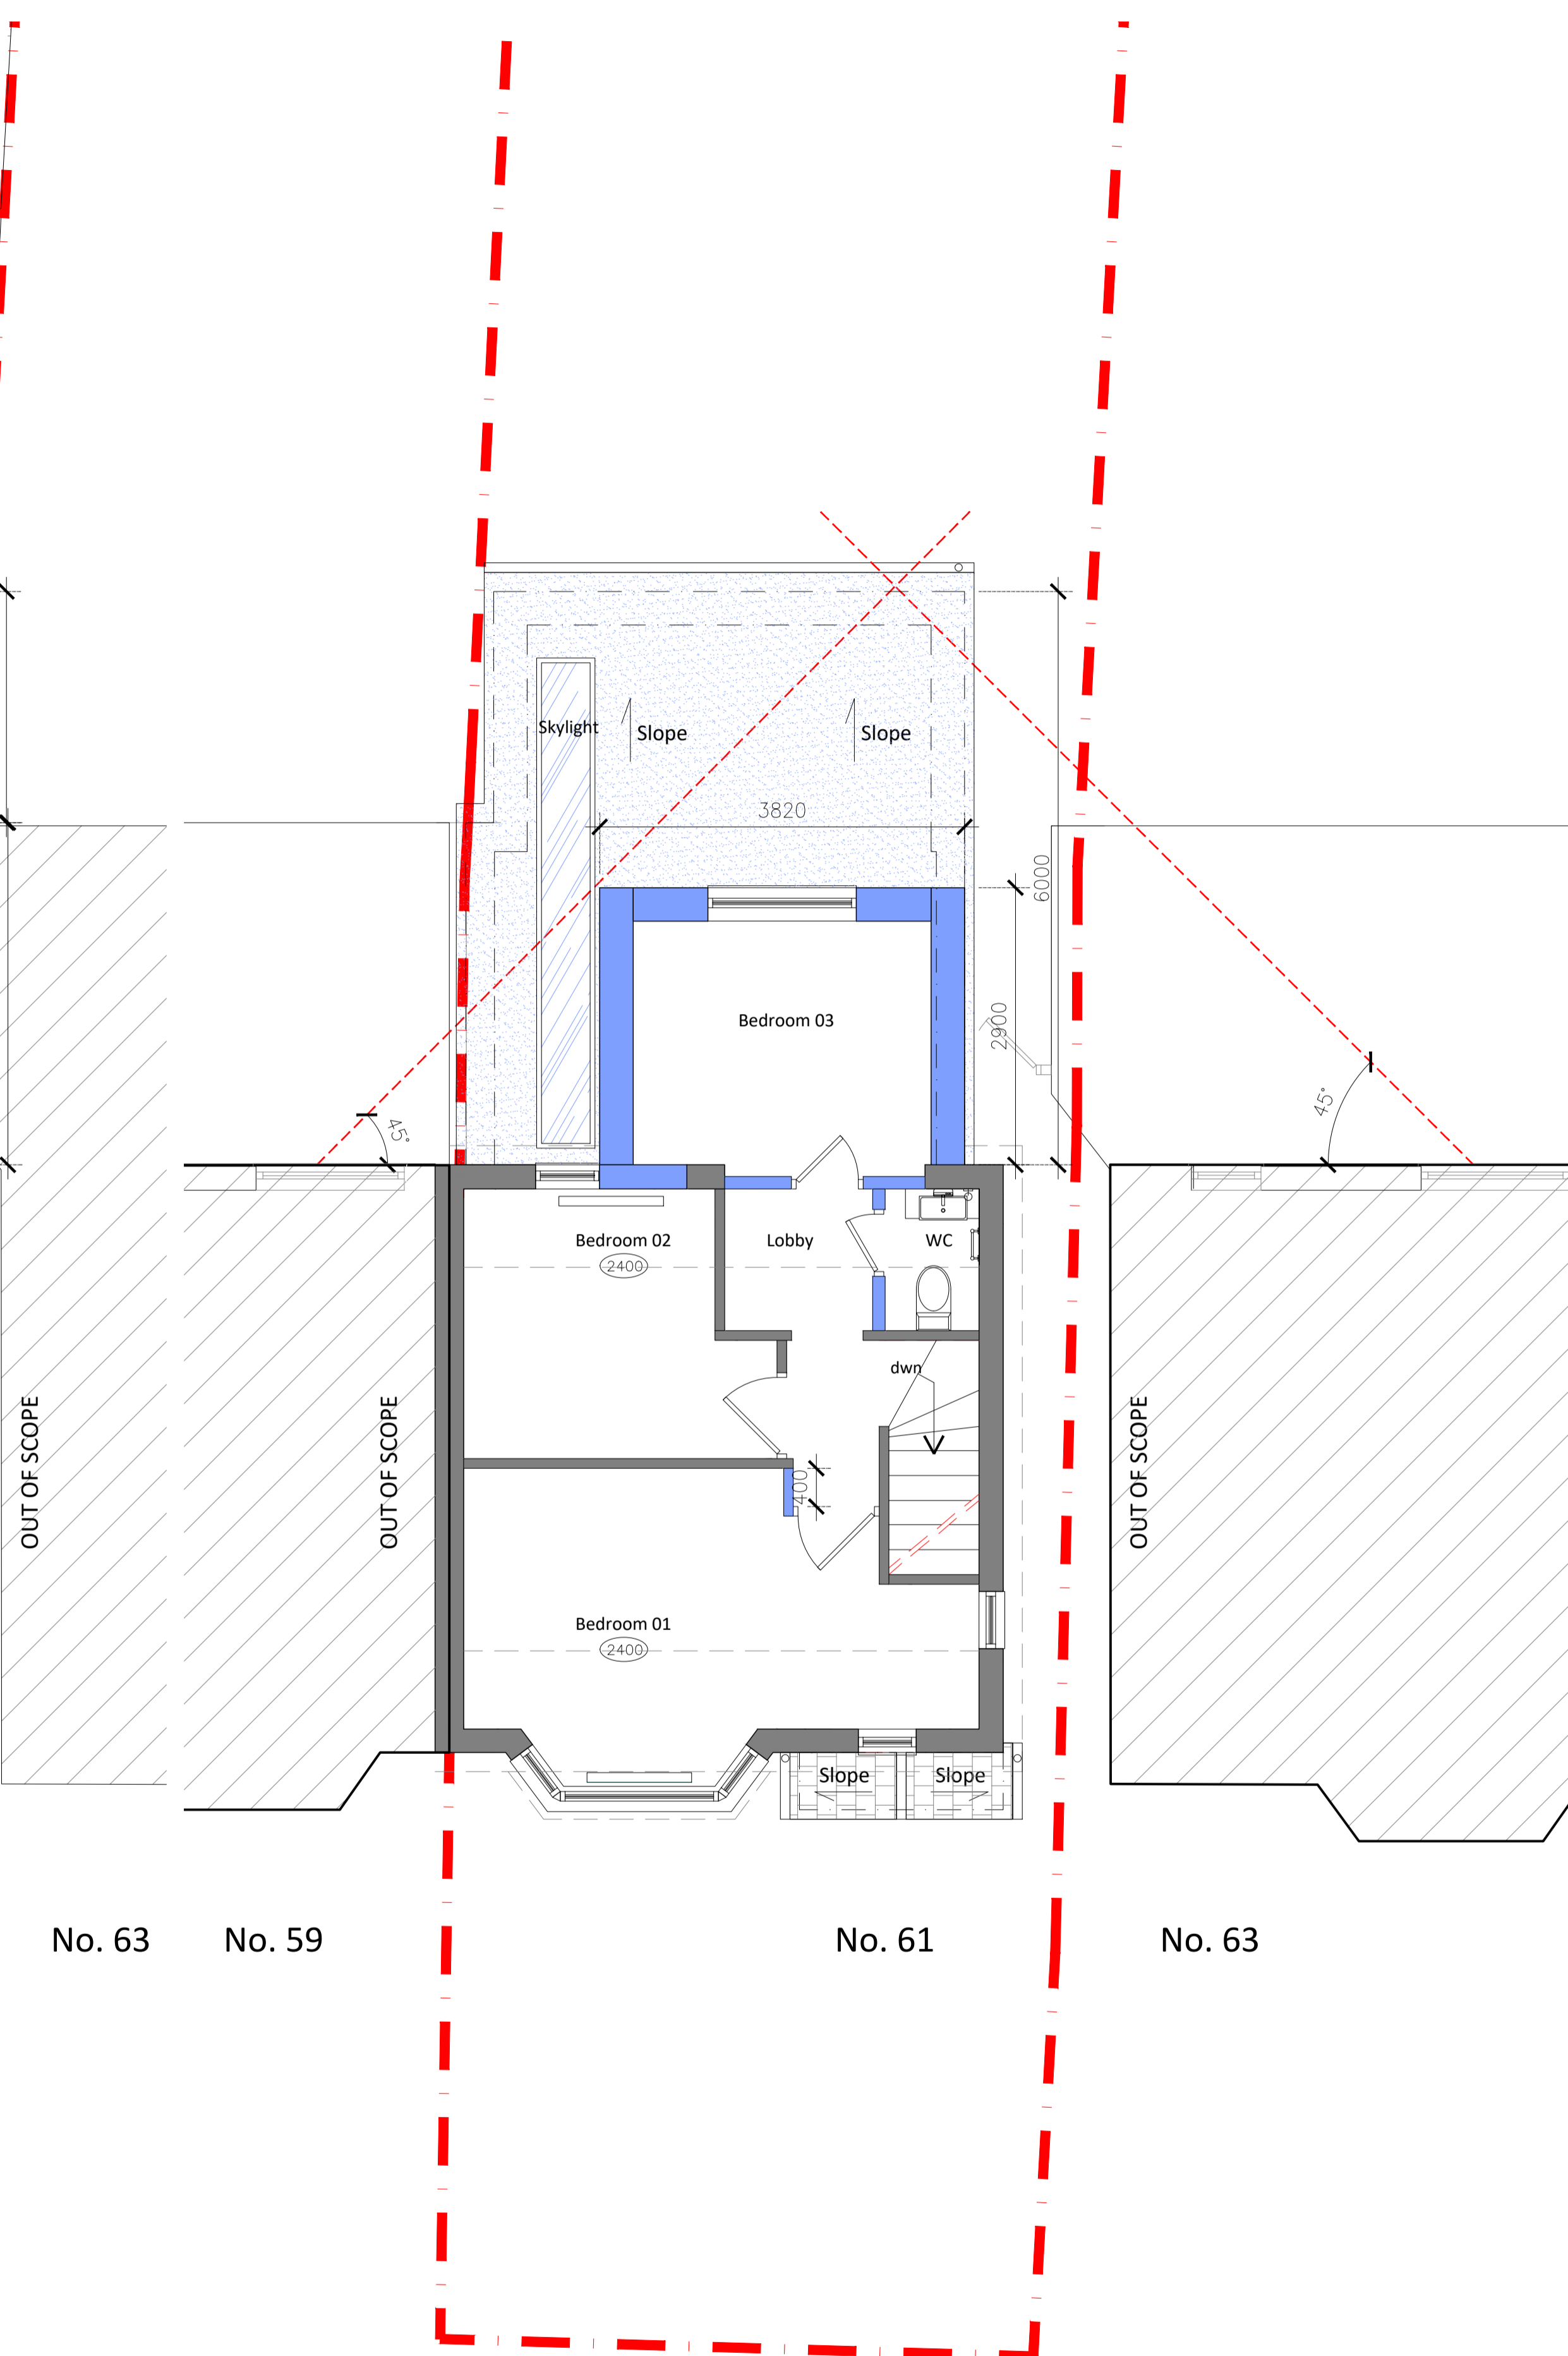 Skylight
Slope
Slope
3820
6000
Bedroom 03
2900
45°
45°
Bedroom 02
2400
Lobby
WC
dwn
OUT OF SCOPE
OUT OF SCOPE
OUT OF SCOPE
400
Bedroom 01
2400
Slope
Slope
No. 63
No. 59
No. 61
No. 63